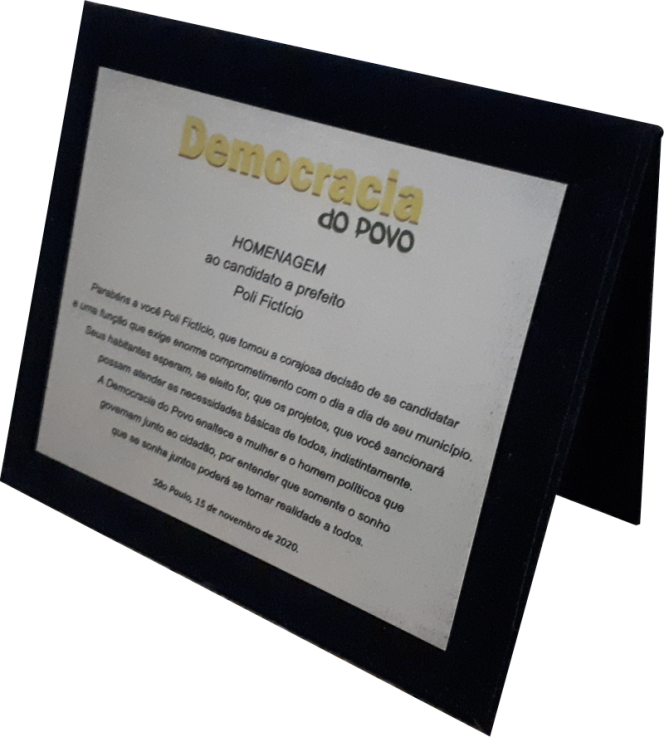 Democracia
do povo
HOMENAGEM
ao candidato a prefeito
Poli Fictício
Parabéns a você Poli Fictício, que tomou a corajosa decisão de se candidatar
e uma função que exige enorme comprometimento com o dia a dia de seu município.
Seus habitantes esperam, se eleito for, que os projetos, que você sancionará
possam atender as necessidades básicas de todos, indistintamente.
A Democracia do Povo enaltece a mulher e o homem políticos que
governam junto ao cidadão, por entender que somente o sonho
que se sonha juntos poderá se tornar realidade a todos.
São Paulo, 15 de novembro de 2020.